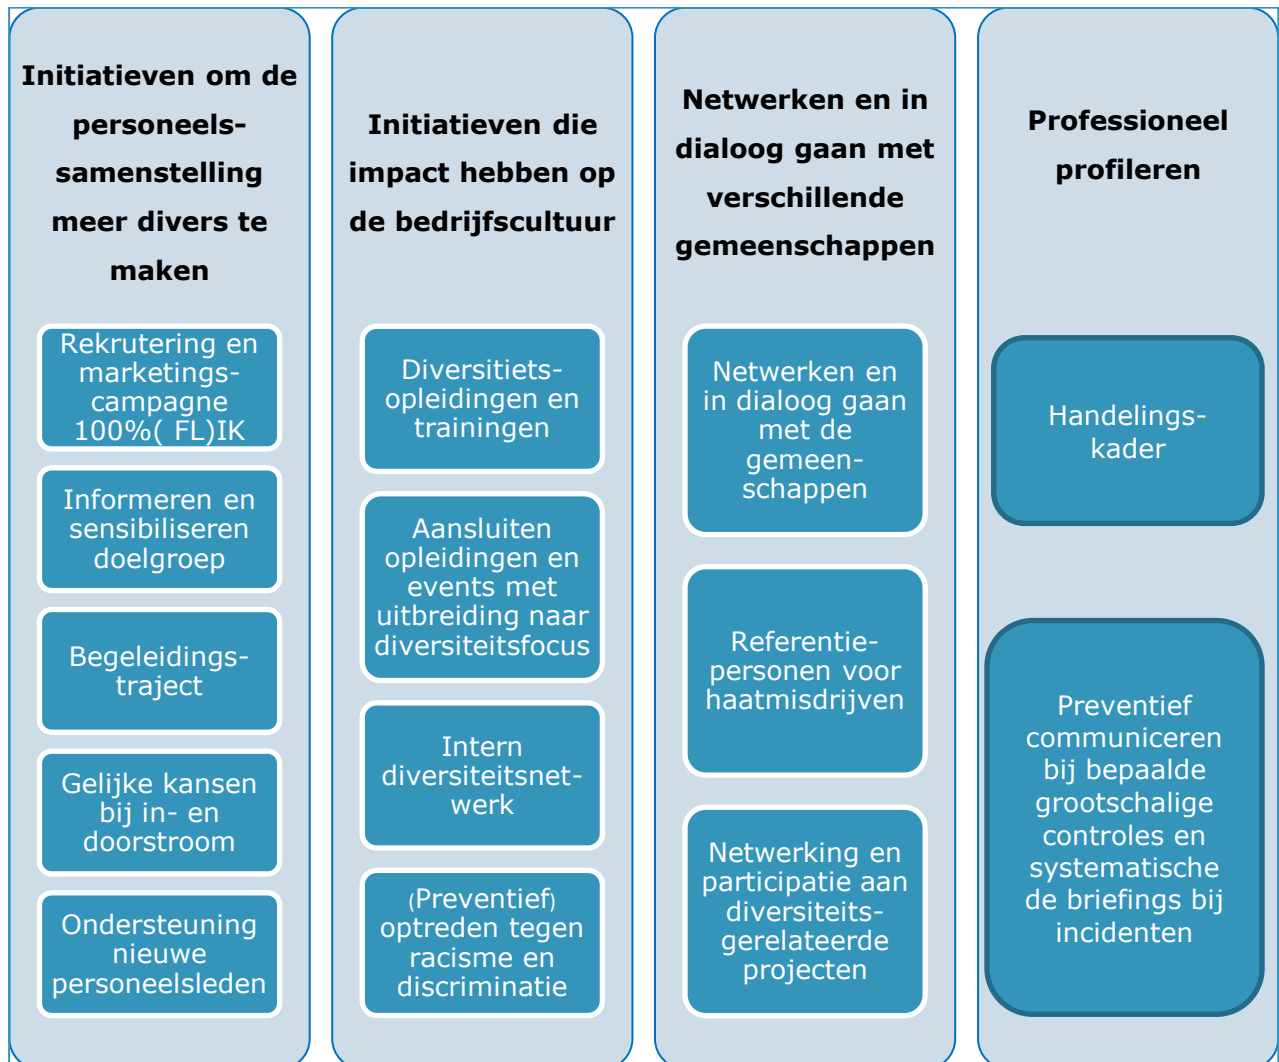 Initiatieven om de
personeels-
samenstelling
meer divers te
maken
Rekrutering en
marketings-
campagne
100%( FL)IK
Informeren en
sensibiliseren
doelgroep
Begeleidings-
traject
Gelijke kansen
bij in- en
doorstroom
Ondersteuning
nieuwe
personeelsleden
Initiatieven die
impact hebben op
de bedrijfscultuur
Diversitiets-
opleidingen en
trainingen
Aansluiten
opleidingen en
events met
uitbreiding naar
diversiteitsfocus
Intern
diversiteitsnet-
werk
(Preventief)
optreden tegen
racisme en
discriminatie
Netwerken en in
dialoog gaan met
verschillende
gemeenschappen
Netwerken en
in dialoog gaan
met de
gemeen-
schappen
Referentie-
personen voor
haatmisdrijven
Netwerking en
participatie aan
diversiteits-
gerelateerde
projecten
Professioneel
profileren
Handelings-
kader
Preventief
communiceren
bij bepaalde
grootschalige
controles en
systematische
de briefings bij
incidenten